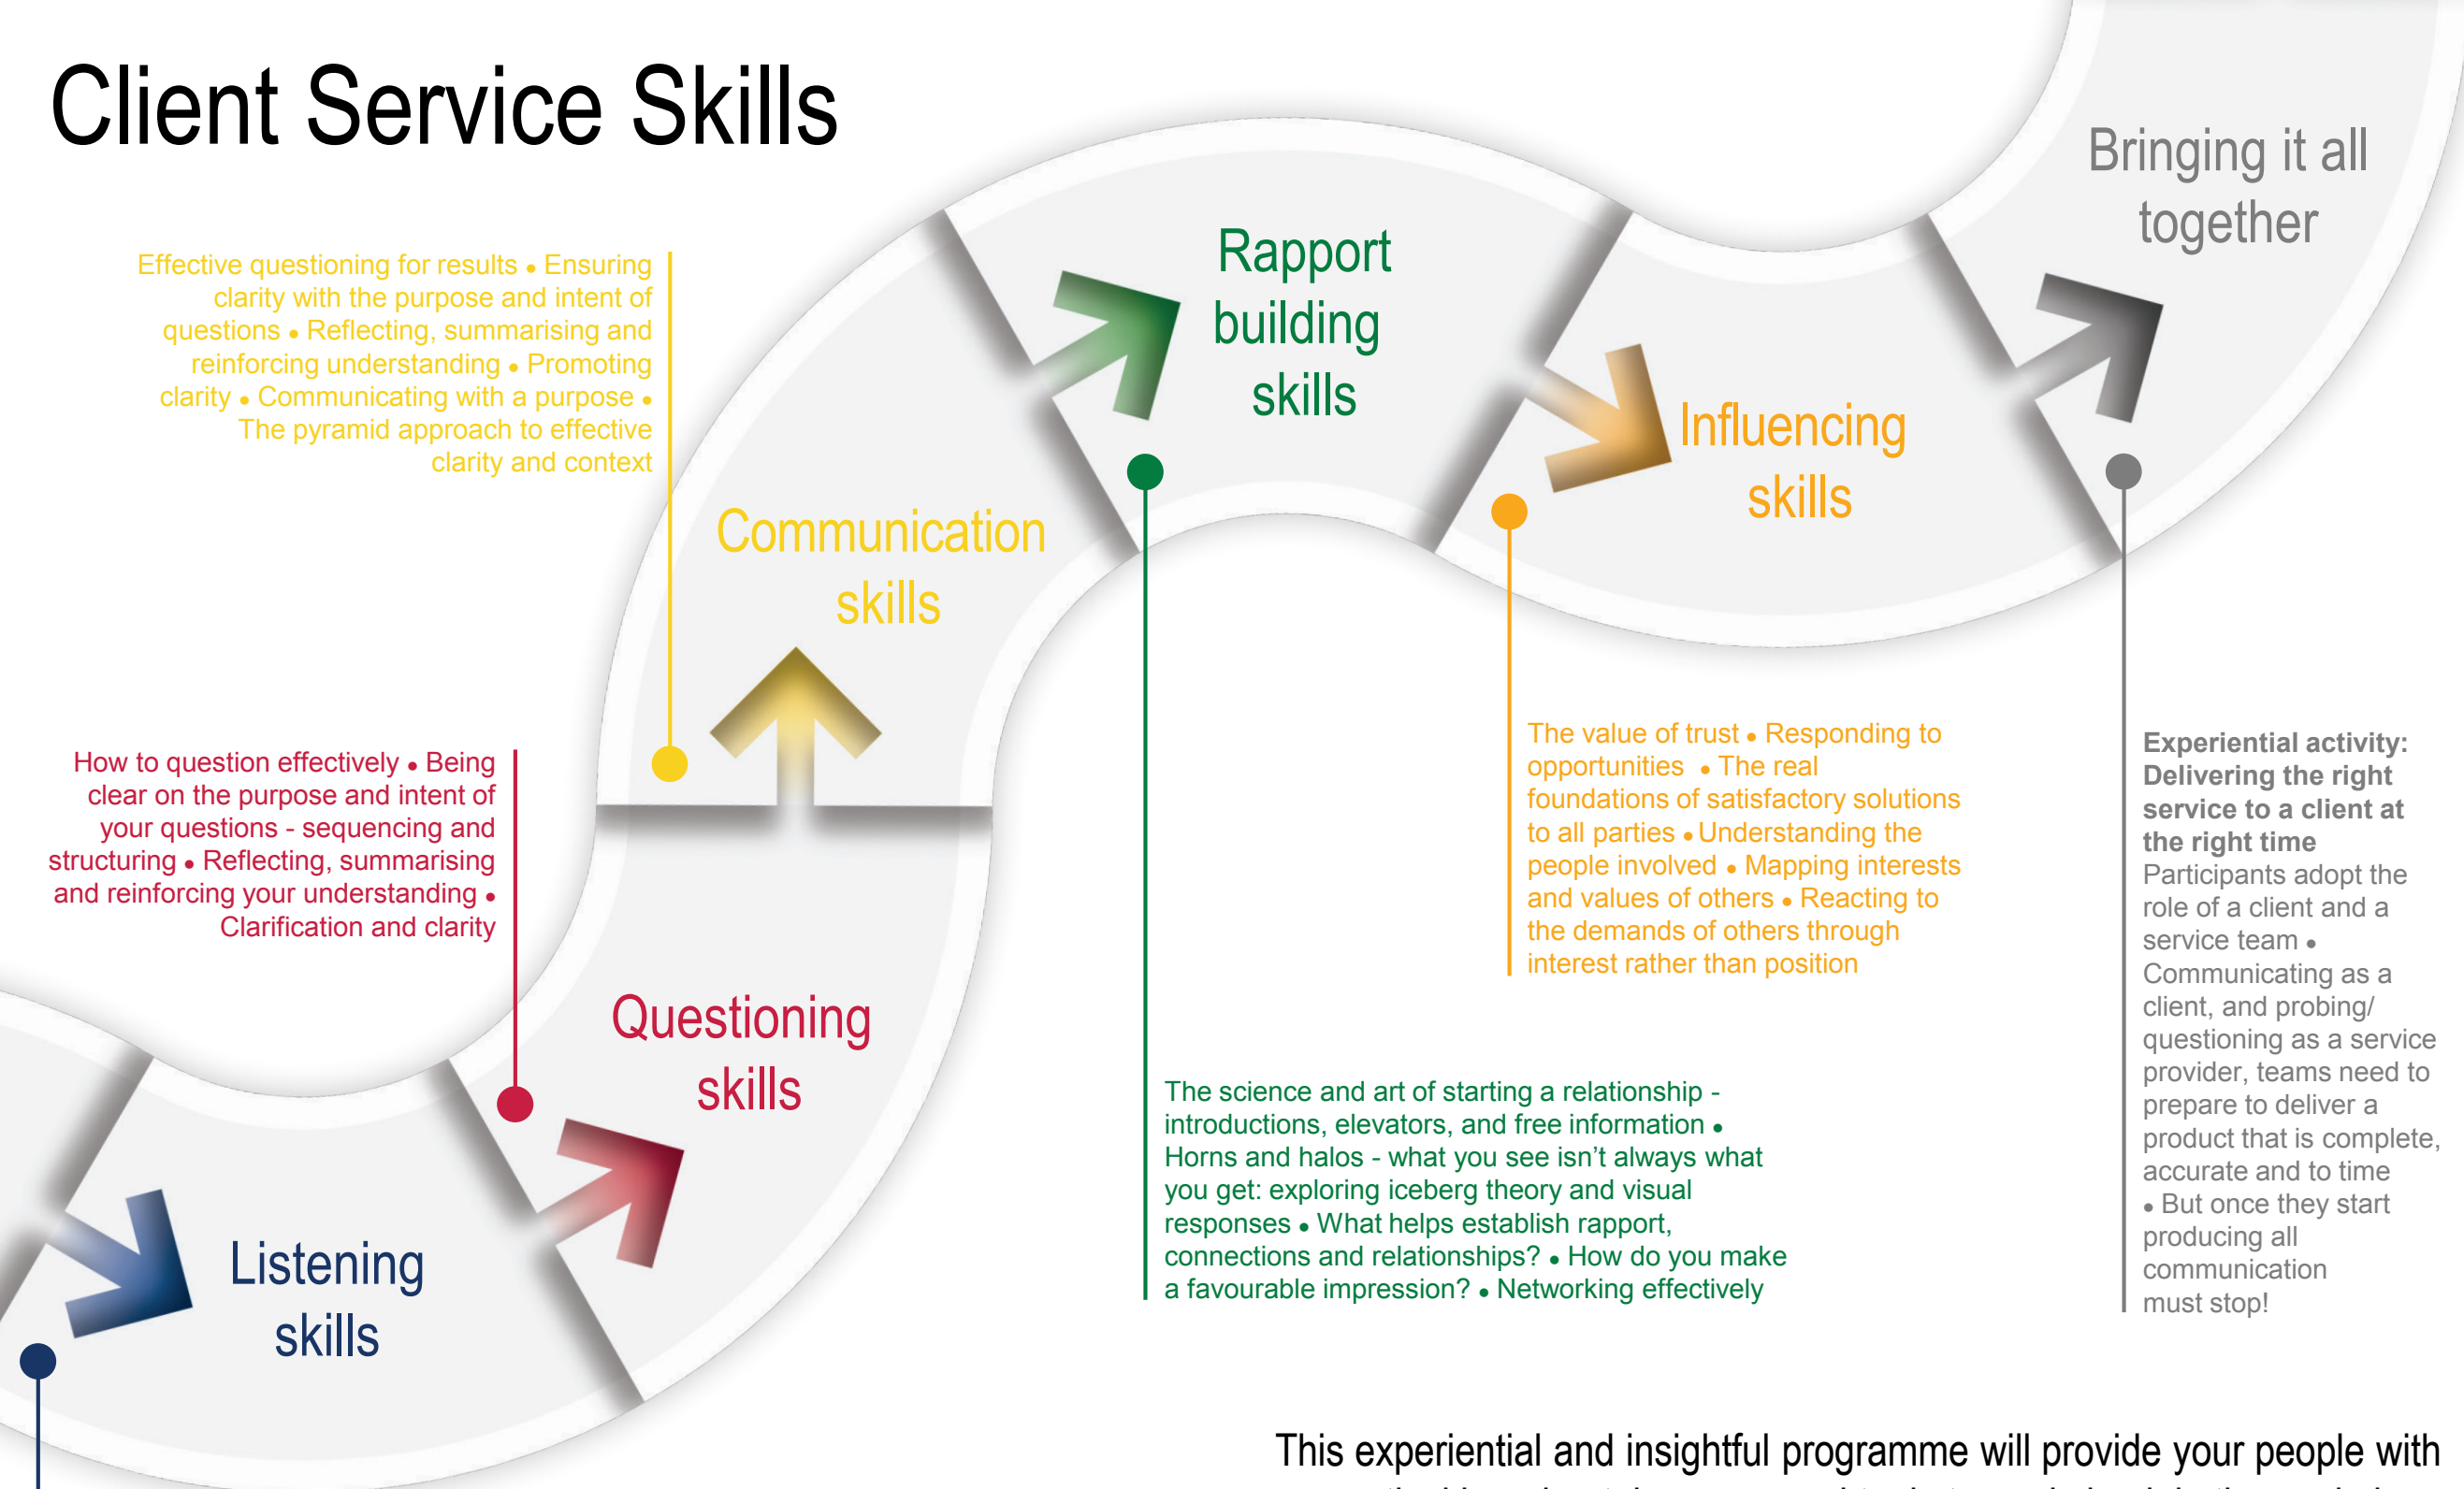 Client Service Skills
Effective questioning for results • Ensuring
clarity with the purpose and intent of
questions • Reflecting, summarising and
reinforcing understanding • Promoting
clarity • Communicating with a purpose •
The pyramid approach to effective
clarity and context
How to question effectively • Being
clear on the purpose and intent of
your questions - sequencing and
structuring • Reflecting, summarising
and reinforcing your understanding •
Clarification and clarity
Listening
skills
Questioning
skills
Communication
skills
Rapport
building
skills
Influencing
skills
Bringing it all
together
The science and art of starting a relationship -
introductions, elevators, and free information •
Horns and halos - what you see isn't always what
you get: exploring iceberg theory and visual
responses • What helps establish rapport,
connections and relationships? • How do you make
a favourable impression? • Networking effectively
The value of trust • Responding to
opportunities • The real
foundations of satisfactory solutions
to all parties • Understanding the
people involved • Mapping interests
and values of others • Reacting to
the demands of others through
interest rather than position
Experiential activity:
Delivering the right
service to a client at
the right time
Participants adopt the
role of a client and a
service team •
Communicating as a
client, and probing/
questioning as a service
provider, teams need to
prepare to deliver a
product that is complete,
accurate and to time
• But once they start
producing all
communication
must stop!
This experiential and insightful programme will provide your people with